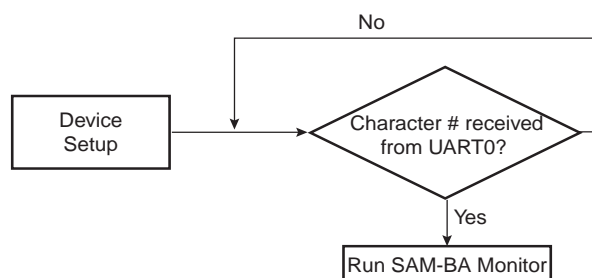 No
Device
Setup
Character # received
from UART0?
Yes
Run SAM-BA Monitor